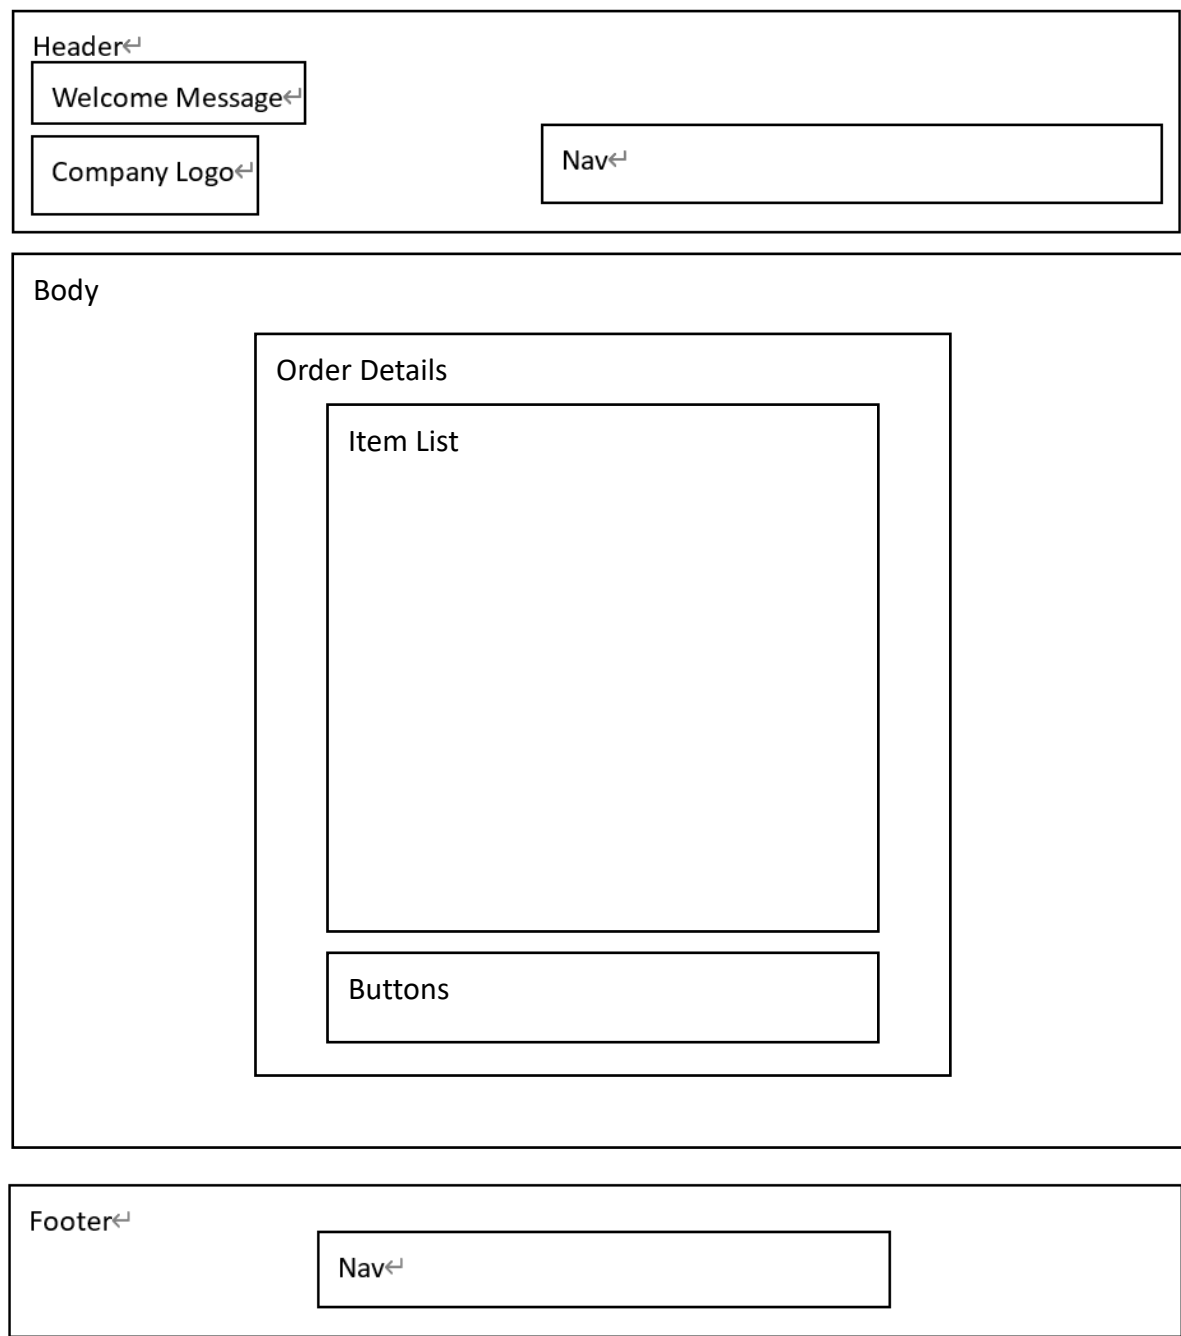 Header↵
Welcome Message↵
Company Logo↵
Nav↵
Body
Order Details
Item List
Buttons
Footer↵
Nav↵